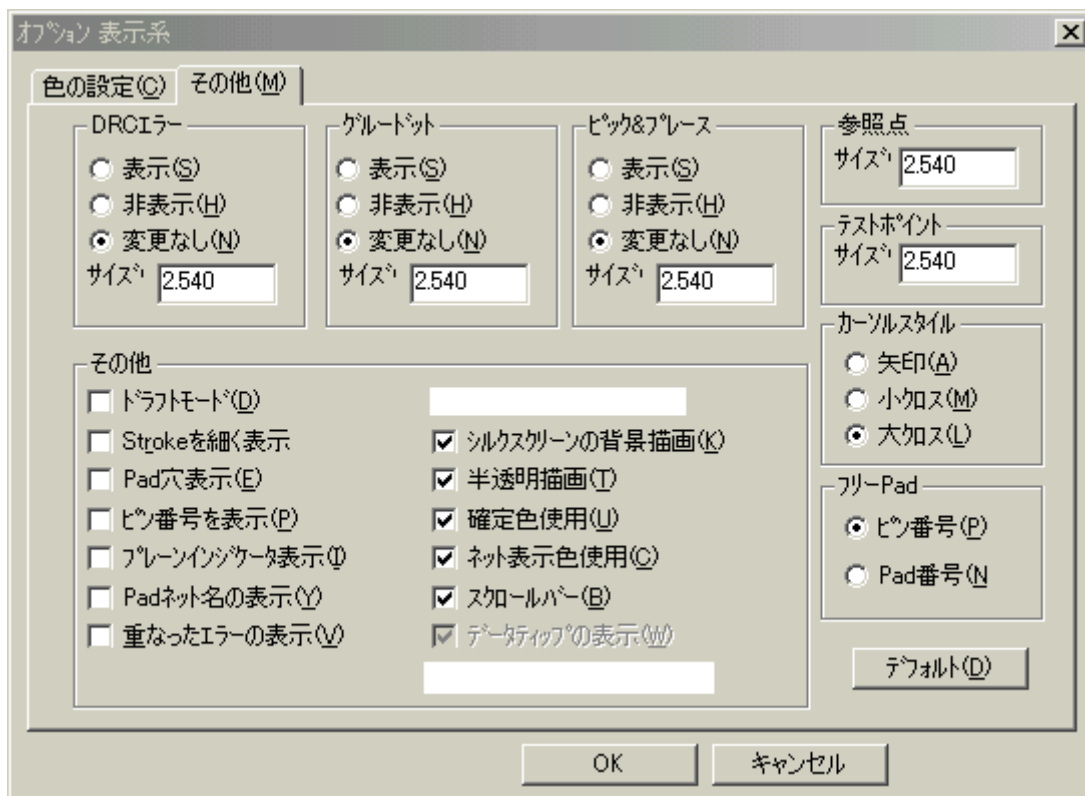 ｵﾌﾟｼｮﾝ 表示系
色の設定(C)
その他(M)
DRCｴﾗｰ
表示(S)
非表示(H)
変更なし(N)
ｻｲｽﾞ
2.540
ｸﾞﾙｰﾄﾞｯﾄ
表示(S)
非表示(H)
変更なし(N)
ｻｲｽﾞ
2.540
ﾋﾟｯｸ&ﾌﾟﾚｰｽ
表示(S)
非表示(H)
変更なし(N)
ｻｲｽﾞ
2.540
参照点
ｻｲｽﾞ
2.540
ﾃｽﾄﾎﾟｲﾝﾄ
ｻｲｽﾞ
2.540
ｶｰｿﾙｽﾀｲﾙ
矢印(A)
小ｸﾛｽ(M)
大ｸﾛｽ(L)
その他
ﾄﾞﾗﾌﾄﾓｰﾄﾞ(D)
Strokeを細く表示
Pad穴表示(E)
ﾋﾟﾝ番号を表示(P)
ﾌﾟﾚｰﾝｲﾝｼﾞｹｰﾀ表示(I)
Padﾈｯﾄ名の表示(Y)
重なったｴﾗｰの表示(V)
ｼﾙｸｽｸﾘｰﾝの背景描画(K)
半透明描画(T)
確定色使用(U)
ﾈｯﾄ表示色使用(C)
ｽｸﾛｰﾙﾊﾞｰ(B)
ﾃﾞｰﾀﾃｨｯﾌﾟの表示(W)
ﾌﾘｰPad
ﾋﾟﾝ番号(P)
Pad番号(N
ﾃﾞﾌｫﾙﾄ(D)
OK
キャンセル